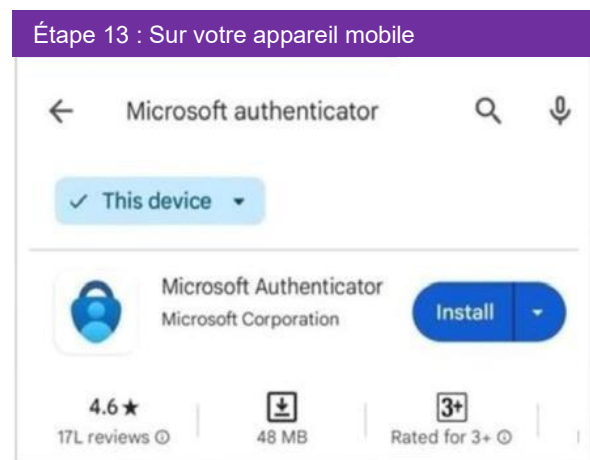 Étape 13 : Sur votre appareil mobile
Microsoft authenticator
This device
Microsoft Authenticator
Microsoft Corporation
Install
4.6★
17L reviews
48 MB
3+
Rated for 3+